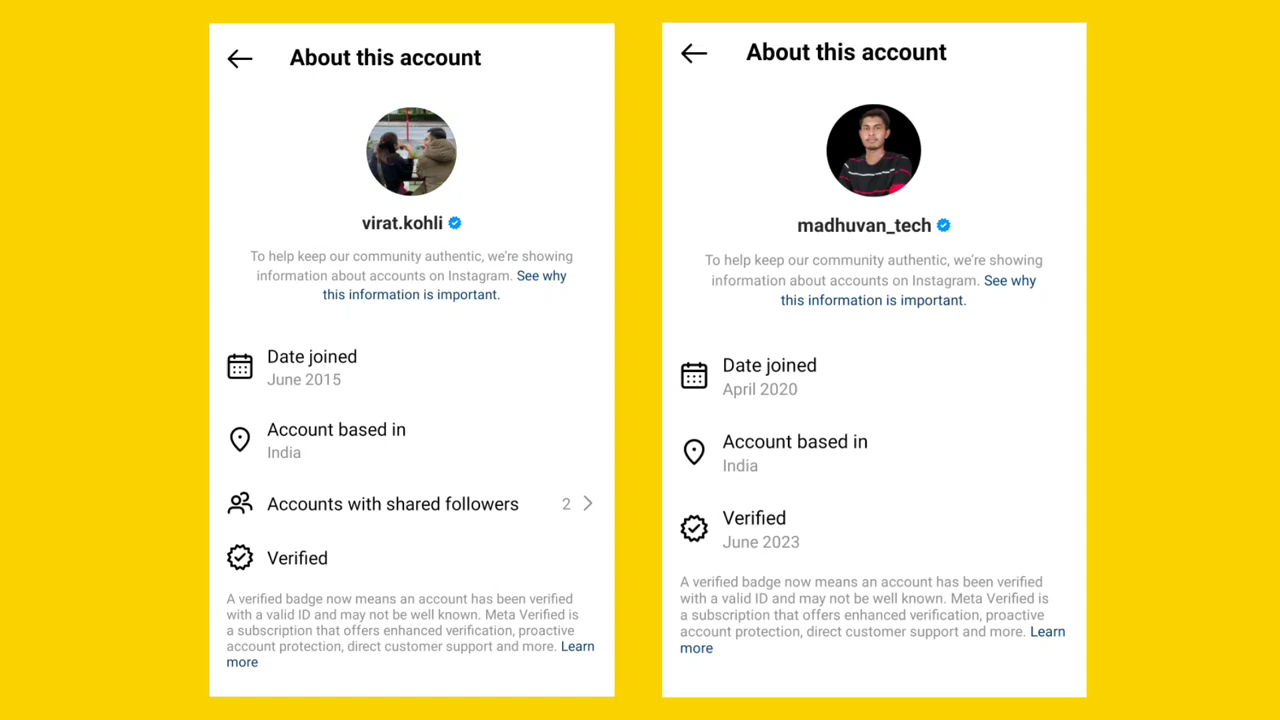 About this account
virat.kohli
To help keep our community authentic, we're showing
information about accounts on Instagram. See why
this information is important.
Date joined
June 2015
Account based in
India
Accounts with shared followers 2
Verified
A verified badge now means an account has been verified
with a valid ID and may not be well known. Meta Verified is
a subscription that offers enhanced verification, proactive
account protection, direct customer support and more. Learn
more
About this account
madhuvan_tech
To help keep our community authentic, we're showing
information about accounts on Instagram. See why
this information is important.
Date joined
April 2020
Account based in
India
Verified
June 2023
A verified badge now means an account has been verified
with a valid ID and may not be well known. Meta Verified is
a subscription that offers enhanced verification, proactive
account protection, direct customer support and more. Learn
more